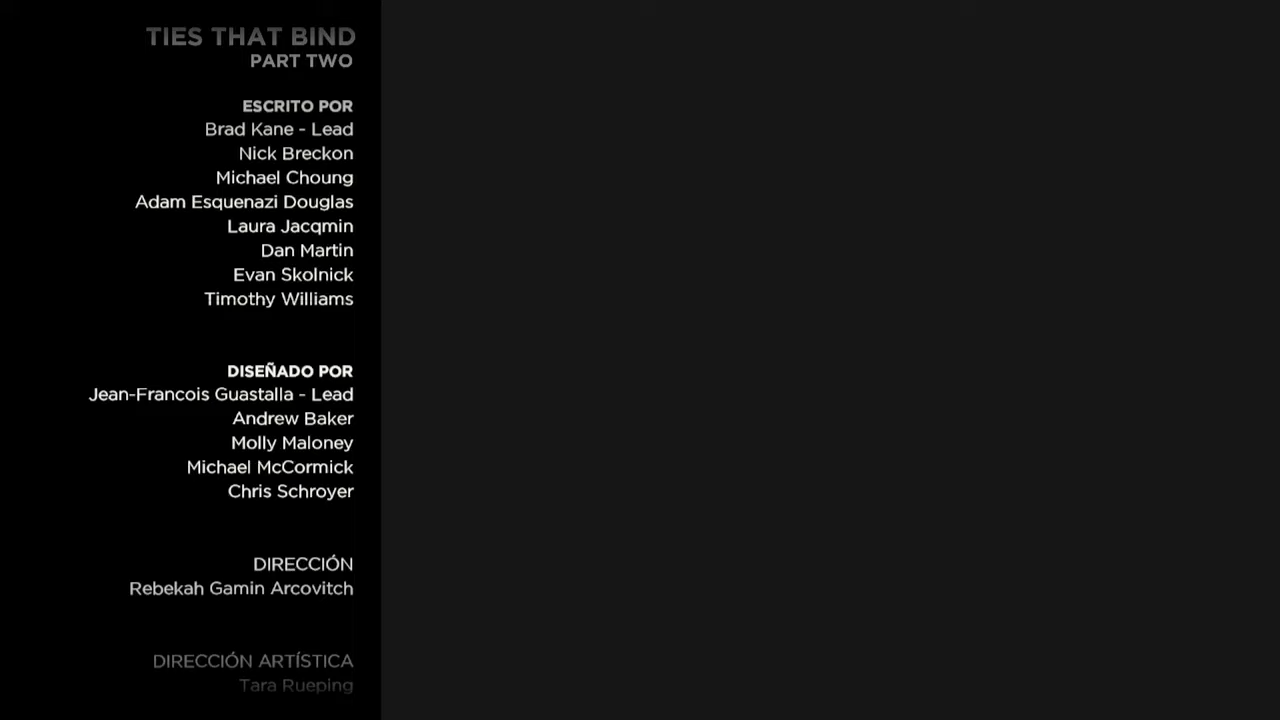 TIES THAT BIND
PART TWO
ESCRITO POR
Brad Kane - Lead
Nick Breckon
Michael Choung
Adam Esquenazi Douglas
Laura Jacqmin
Dan Martin
Evan Skolnick
Timothy Williams
DISEÑADO POR
Jean-Francois Guastalla - Lead
Andrew Baker
Molly Maloney
Michael McCormick
Chris Schroyer
DIRECCIÓN
Rebekah Gamin Arcovitch
DIRECCIÓN ARTÍSTICA
Tara Rueping